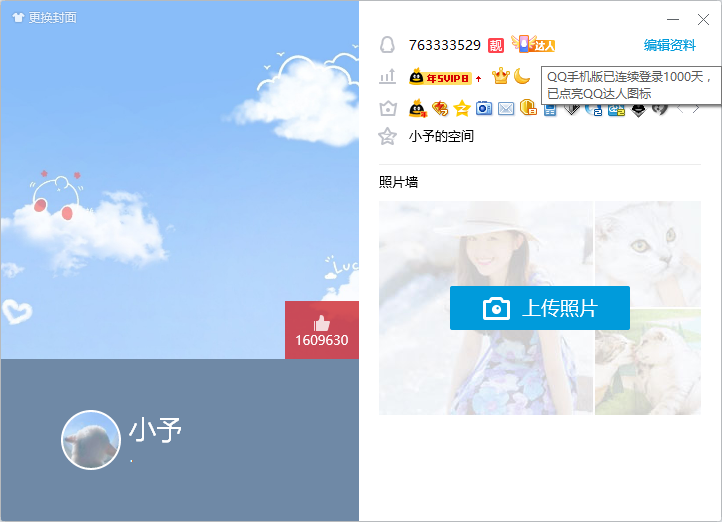 更换封面
763333529 靓 达人 编辑资料
年SVIP8
QQ手机版已连续登录1000天，
已点亮QQ达人图标
小予的空间
照片墙
Luc
上传照片
1609630
小予
.